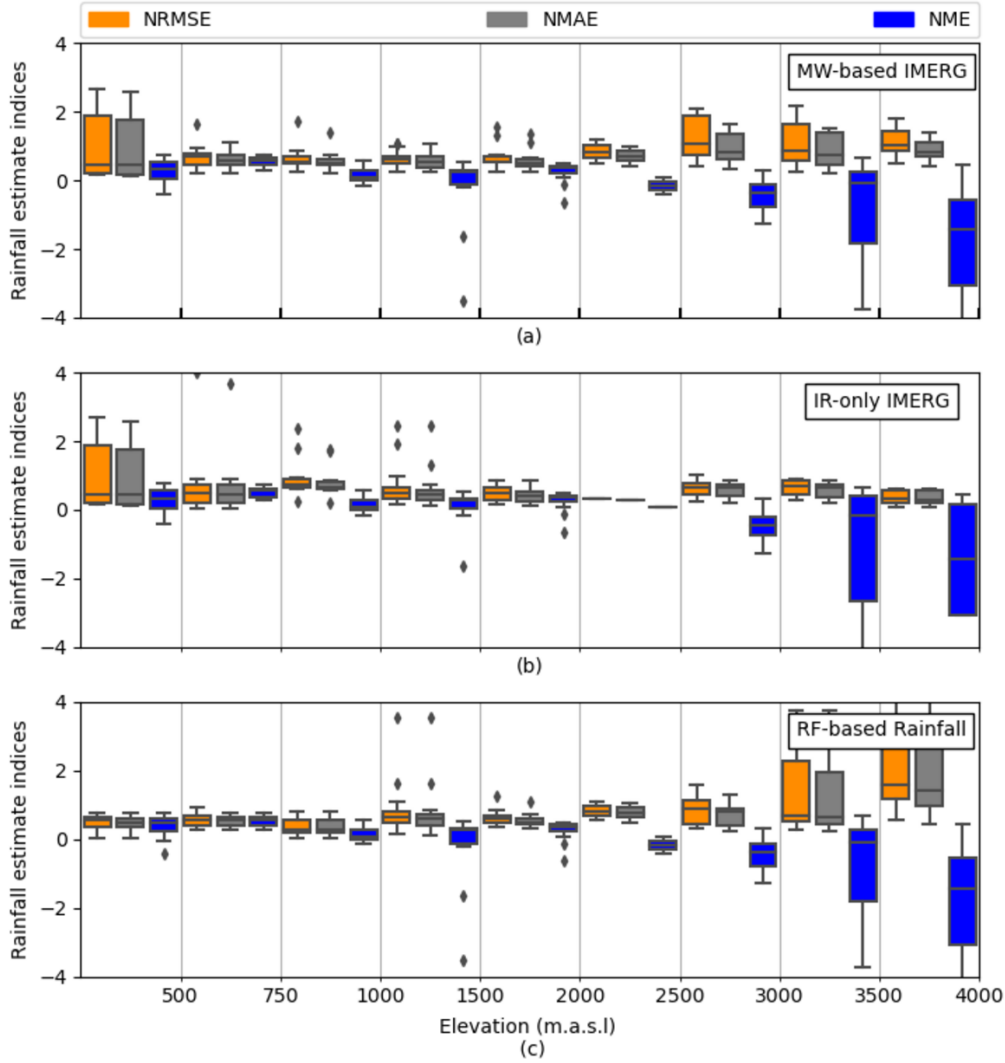 NRMSE NMAE NME
4
2
0
−2
−4
Rainfall estimate indices
MW-based IMERG
(a)
4
2
0
−2
−4
Rainfall estimate indices
IR-only IMERG
(b)
4
2
0
−2
−4
Rainfall estimate indices
RF-based Rainfall
500 750 1000 1500 2000 2500 3000 3500 4000
Elevation (m.a.s.l)
(c)